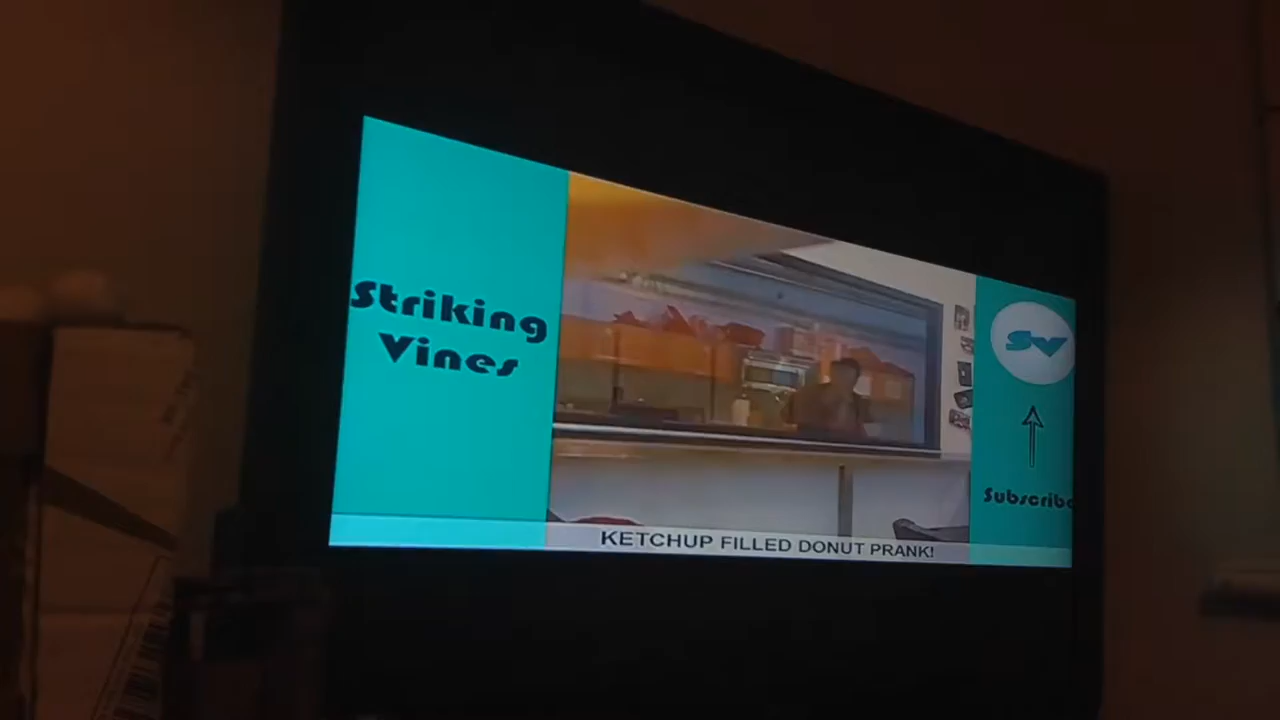 Striking
Vines
SV
Subscribe
KETCHUP FILLED DONUT PRANK!